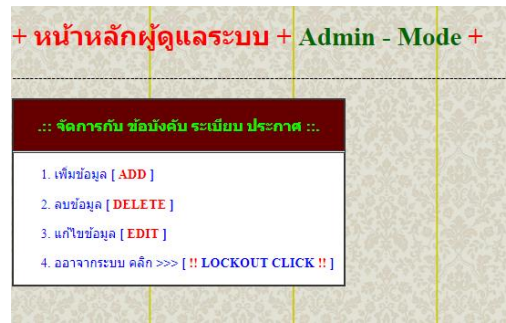 + หน้าหลักผู้ดูแลระบบ + Admin - Mode +
.:: จัดการกับ ข้อบังคับ ระเบียบ ประกาศ ::.
1. เพิ่มข้อมูล [ ADD ]
2. ลบข้อมูล [ DELETE ]
3. แก้ไขข้อมูล [ EDIT ]
4. ออาจากระบบ คลิก >>> [ !! LOCKOUT CLICK !! ]